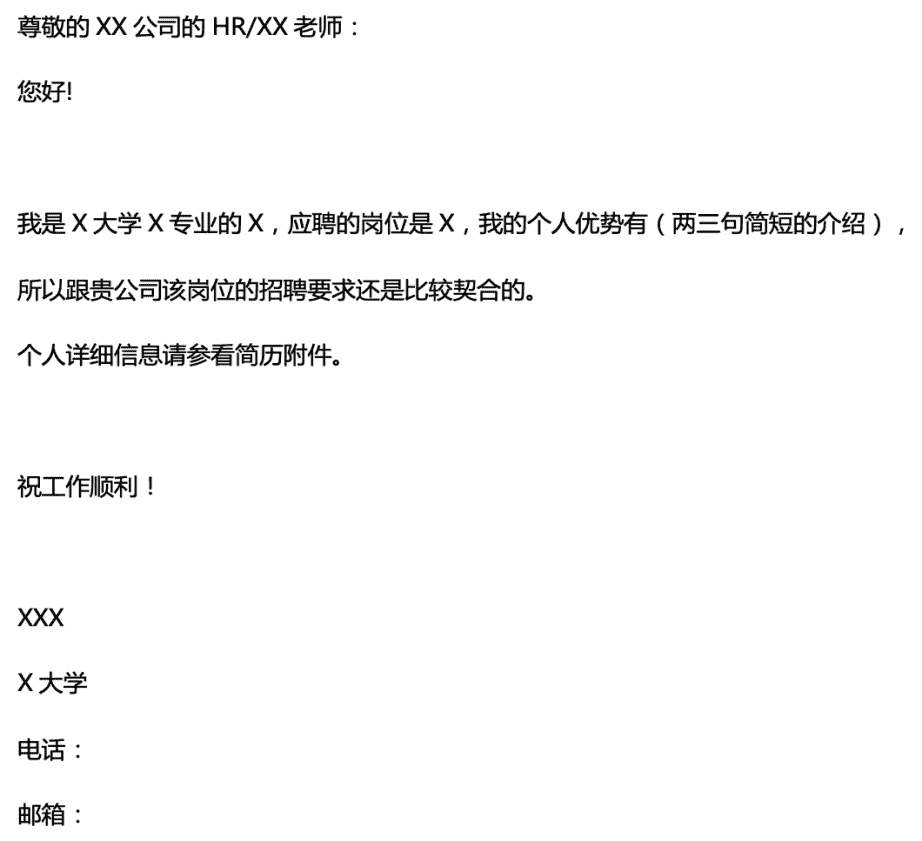 尊敬的 XX 公司的 HR/XX 老师：
您好!
我是 X 大学 X 专业的 X，应聘的岗位是 X，我的个人优势有（两三句简短的介绍），
所以跟贵公司该岗位的招聘要求还是比较契合的。
个人详细信息请参看简历附件。
祝工作顺利！
XXX
X 大学
电话：
邮箱：